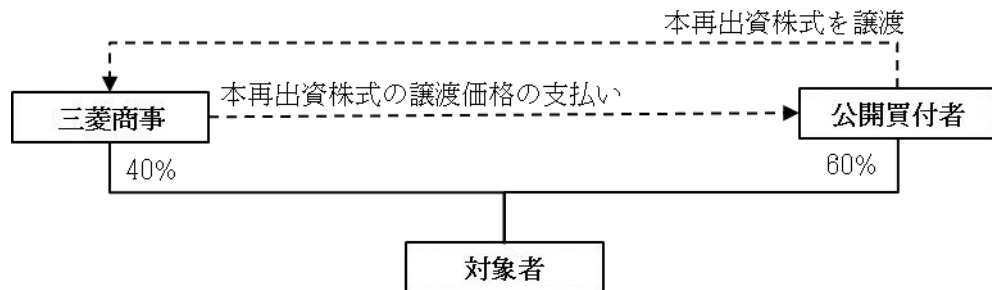 本再出資株式を譲渡
本再出資株式の譲渡価格の支払い
三菱商事
公開買付者
40%
60%
対象者